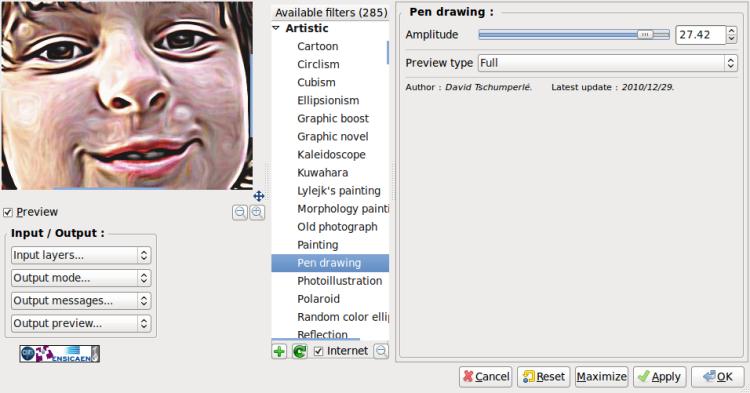 Preview
Input / Output :
Input layers...
Output mode...
Output messages...
Output preview...
ENSICAEN
Available filters (285)
Artistic
Cartoon
Circlism
Cubism
Ellipsionism
Graphic boost
Graphic novel
Kaleidoscope
Kuwahara
Lylejk's painting
Morphology painti
Old photograph
Painting
Pen drawing
Photoillustration
Polaroid
Random color elli
Reflection
Internet
Pen drawing :
Amplitude 27.42
Preview type Full
Author : David Tschumperlé. Latest update : 2010/12/29.
Cancel Reset Maximize Apply OK